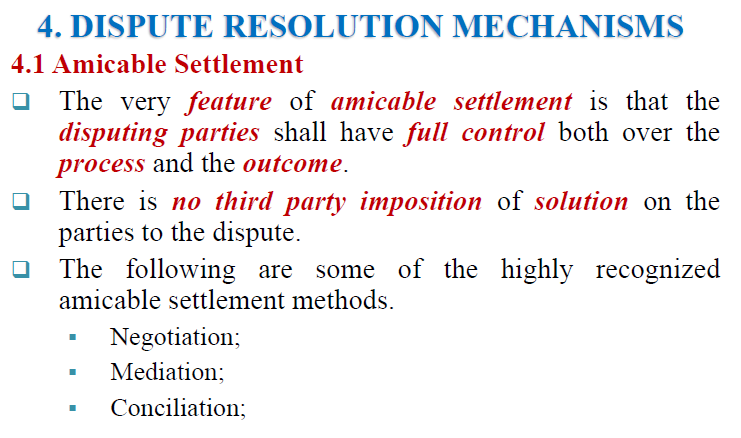 4. DISPUTE RESOLUTION MECHANISMS
4.1 Amicable Settlement
❑ The very feature of amicable settlement is that the
disputing parties shall have full control both over the
process and the outcome.
❑ There is no third party imposition of solution on the
parties to the dispute.
❑ The following are some of the highly recognized
amicable settlement methods.
▪ Negotiation;
▪ Mediation;
▪ Conciliation;